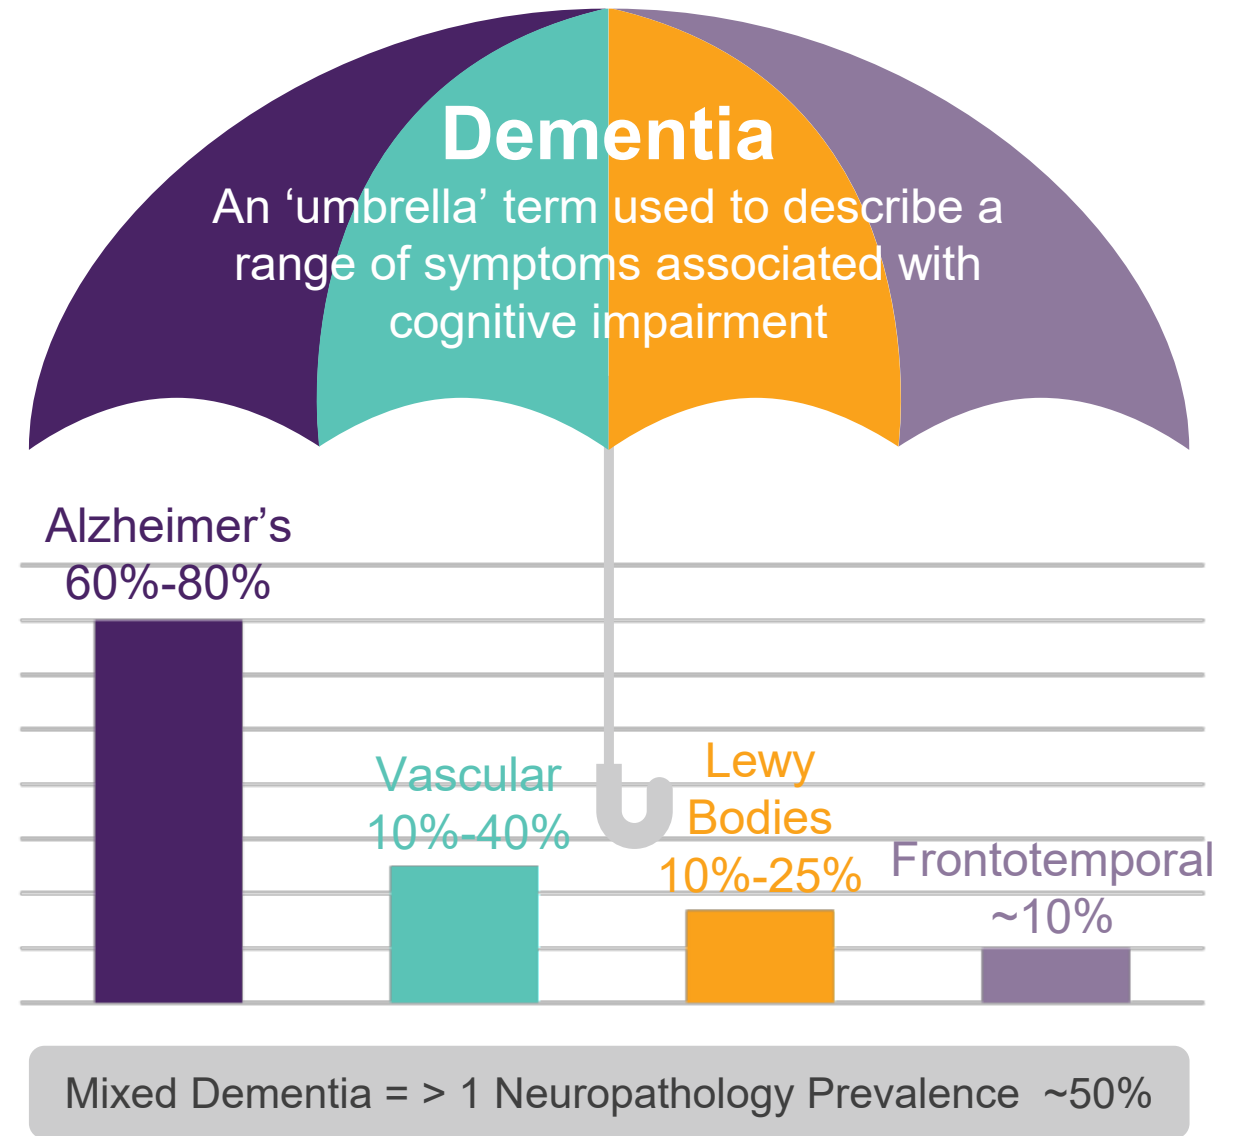 Dementia
An ‘umbrella’ term used to describe a
range of symptoms associated with
cognitive impairment
Alzheimer’s
60%-80%
Vascular
10%-40%
Lewy
Bodies
10%-25%
Frontotemporal
~10%
Mixed Dementia = > 1 Neuropathology Prevalence ~50%